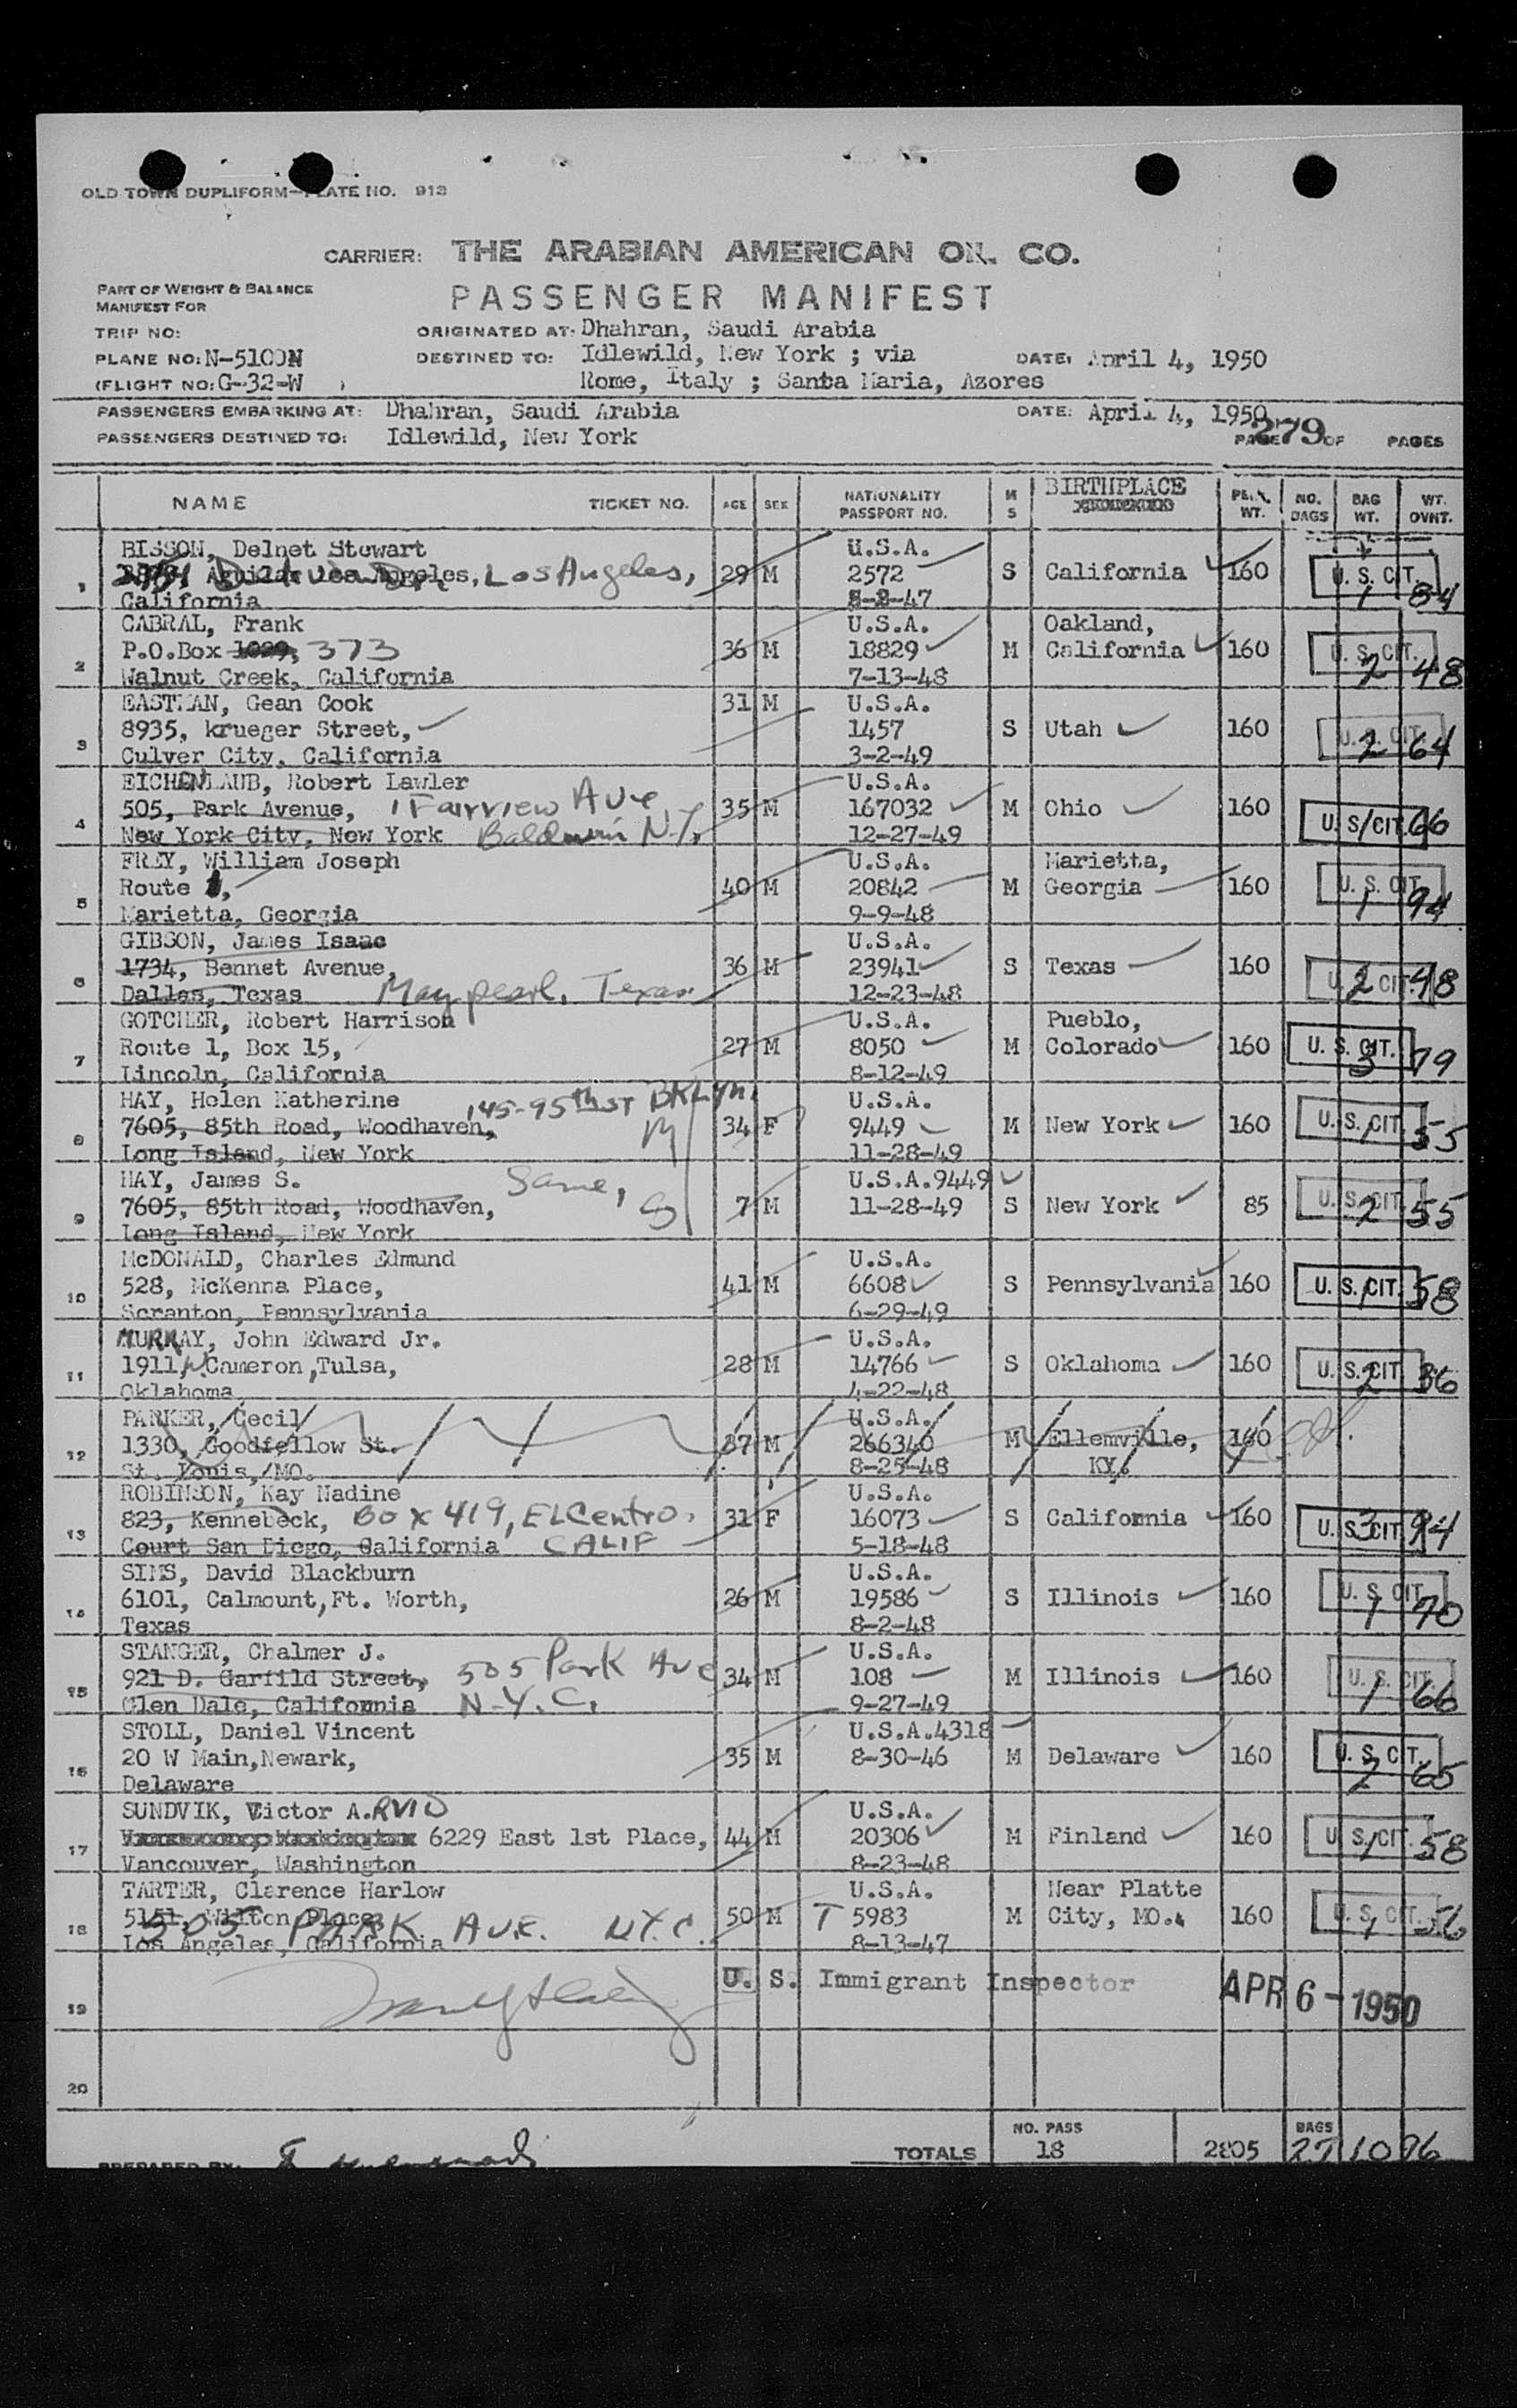 OLD TOWN DUPLIFORM—PLATE NO. 913
CARRIER: THE ARABIAN AMERICAN OIL CO.
PART OF WEIGHT & BALANCE
MANIFEST FOR
PASSENGER MANIFEST
TRIP NO:
ORIGINATED AT: Dhahran, Saudi Arabia
PLANE NO: N-5100N
DESTINED TO: Idlewild, New York ; via
DATE: April 4, 1950
(FLIGHT NO: G-32-W )
Rome, Italy ; Santa Maria, Azores
PASSENGERS EMBARKING AT: Dhahran, Saudi Arabia
DATE: April 4, 1950
PASSENGERS DESTINED TO: Idlewild, New York
PAGE 279 OF PAGES
NAME TICKET NO. AGE SEX NATIONALITY PASSPORT NO. M S BIRTHPLACE PERS. WT. NO. BAGS BAG WT. WT. OVNT.
BISSON, Delnet Stewart U.S.A.
1 Los Angeles, Los Angeles, 29 M 2572 S California 160 U. S. CIT. 1 84
California 8-8-47
CABRAL, Frank U.S.A. Oakland,
2 P.O.Box 1029, 373 36 M 18829 M California 160 U. S. CIT. 2 48
Walnut Creek, California 7-13-48
EASTMAN, Gean Cook 31 M U.S.A.
3 8935, krueger Street, 1457 S Utah 160 U. S. CIT. 2 64
Culver City, California 3-2-49
EICHENLAUB, Robert Lawler U.S.A.
4 505, Park Avenue, 1 Fairview Ave 35 M 167032 M Ohio 160 U. S. CIT. 1 66
New York City, New York Baldwin N.Y. 12-27-49
FREY, William Joseph U.S.A. Marietta,
5 Route 1, 40 M 20842 M Georgia 160 U. S. CIT. 1 94
Marietta, Georgia 9-9-48
GIBSON, James Isaac U.S.A.
6 1734, Bennet Avenue, 36 M 23941 S Texas 160 U. S. CIT. 2 48
Dallas, Texas Maypearl, Texas 12-23-48
GOTCHER, Robert Harrison U.S.A. Pueblo,
7 Route 1, Box 15, 27 M 8050 M Colorado 160 U. S. CIT. 3 79
Lincoln, California 8-12-49
HAY, Helen Katherine 145-95th ST BKLYN. U.S.A.
8 7605, 85th Road, Woodhaven, M 34 F 9449 M New York 160 U. S. CIT. 1 55
Long Island, New York 11-28-49
HAY, James S. Same, U.S.A.9449
9 7605, 85th Road, Woodhaven, S 7 M 11-28-49 S New York 85 U. S. CIT. 2 55
Long Island, New York
McDONALD, Charles Edmund U.S.A.
10 528, McKenna Place, 41 M 6608 S Pennsylvania 160 U. S. CIT. 1 58
Scranton, Pennsylvania 6-29-49
MURRAY, John Edward Jr. U.S.A.
11 1911, W. Cameron, Tulsa, 28 M 14766 S Oklahoma 160 U. S. CIT. 2 36
Oklahoma 4-22-48
PARKER, Cecil U.S.A.
12 1330, Goodfellow St. 37 M 266340 M Ellemville, 160
St. Louis, MO. 8-25-48 KY.
ROBINSON, Kay Nadine U.S.A.
13 823, Kennebeck, BOX 419, EL Centro. 31 F 16073 S California 160 U. S. CIT. 3 94
Court San Diego, California CALIF 5-18-48
SIMS, David Blackburn U.S.A.
14 6101, Calmount, Ft. Worth, 26 M 19586 S Illinois 160 U. S. CIT. 1 70
Texas 8-2-48
STANGER, Chalmer J. U.S.A.
15 921 D. Garfild Street, 505 Park Ave 34 M 108 M Illinois 160 U. S. CIT. 1 66
Glen Dale, California N.Y.C. 9-27-49
STOLL, Daniel Vincent U.S.A.4318
16 20 W Main, Newark, 35 M 8-30-46 M Delaware 160 U. S. CIT. 2 65
Delaware
SUNDVIK, Victor A.RVID U.S.A.
17 6229 East 1st Place, 44 M 20306 M Finland 160 U. S. CIT. 1 58
Vancouver, Washington 8-23-48
TARTER, Clarence Harlow U.S.A. Near Platte
18 5151, Wilton Place 505 PARK AVE. N.Y.C. 50 M T 5983 M City, MO. 160 U. S. CIT. 1 56
Los Angeles, California 8-13-47
U. S. Immigrant Inspector APR 6 - 1950
19
20
TOTALS NO. PASS 18 2805 BAGS 27 1096
PREPARED BY: